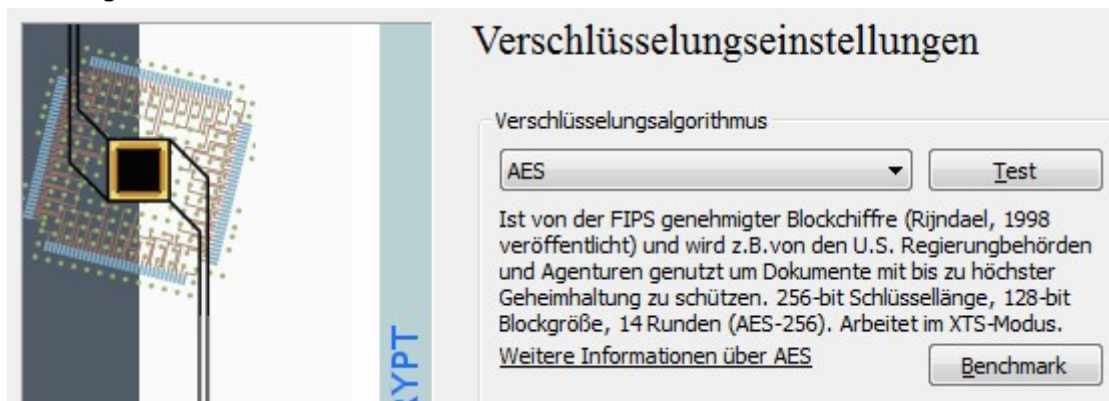 Verschlüsselungseinstellungen
Verschlüsselungsalgorithmus
AES
Test
Ist von der FIPS genehmigter Blockchiffre (Rijndael, 1998
veröffentlicht) und wird z.B.von den U.S. Regierungbehörden
und Agenturen genutzt um Dokumente mit bis zu höchster
Geheimhaltung zu schützen. 256-bit Schlüssellänge, 128-bit
Blockgröße, 14 Runden (AES-256). Arbeitet im XTS-Modus.
Weitere Informationen über AES
Benchmark
RYPT